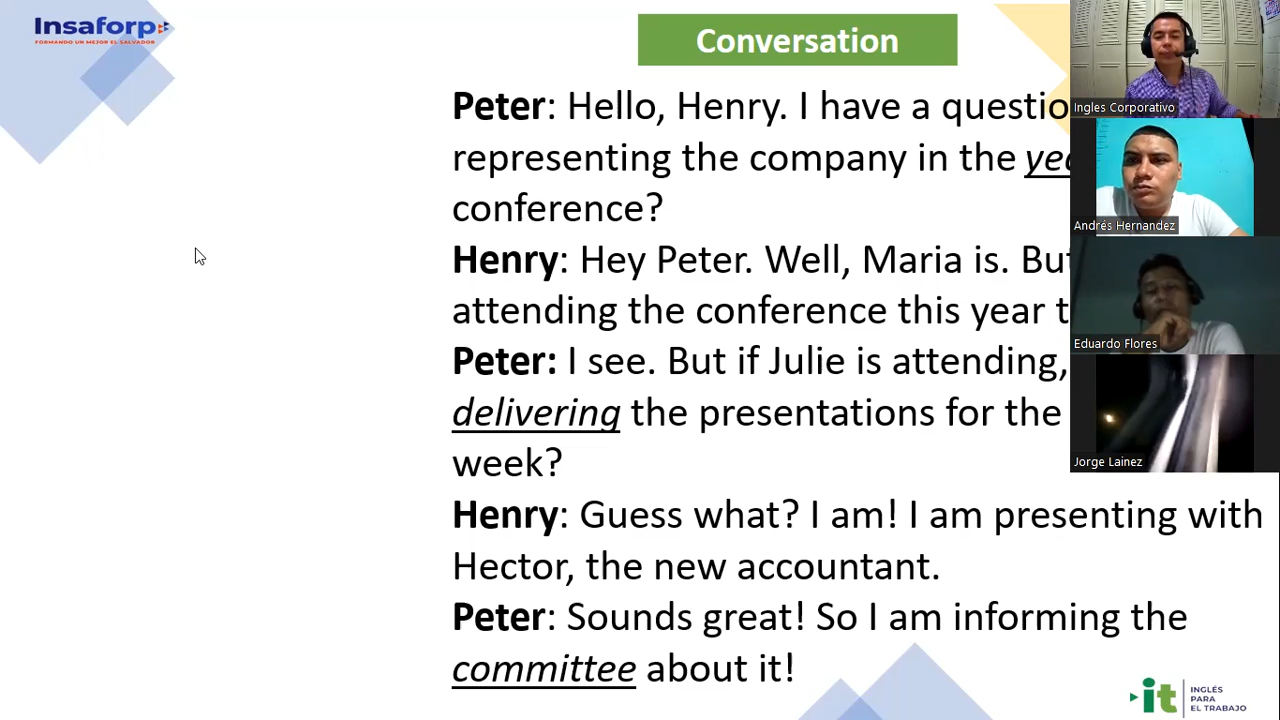 Insaforp
FORMANDO UN MEJOR EL SALVADOR
Conversation
Peter: Hello, Henry. I have a
representing the company in the
conference?
Henry: Hey Peter. Well, Maria is.
attending the conference this year
Peter: I see. But if Julie is attending,
delivering the presentations for the
week?
Henry: Guess what? I am! I am presenting with
Hector, the new accountant.
Peter: Sounds great! So I am informing the
committee about it!
Ingles Corporativo
Andrés Hernandez
Eduardo Flores
Jorge Lainez
it
INGLÉS
PARA
EL TRABAJO